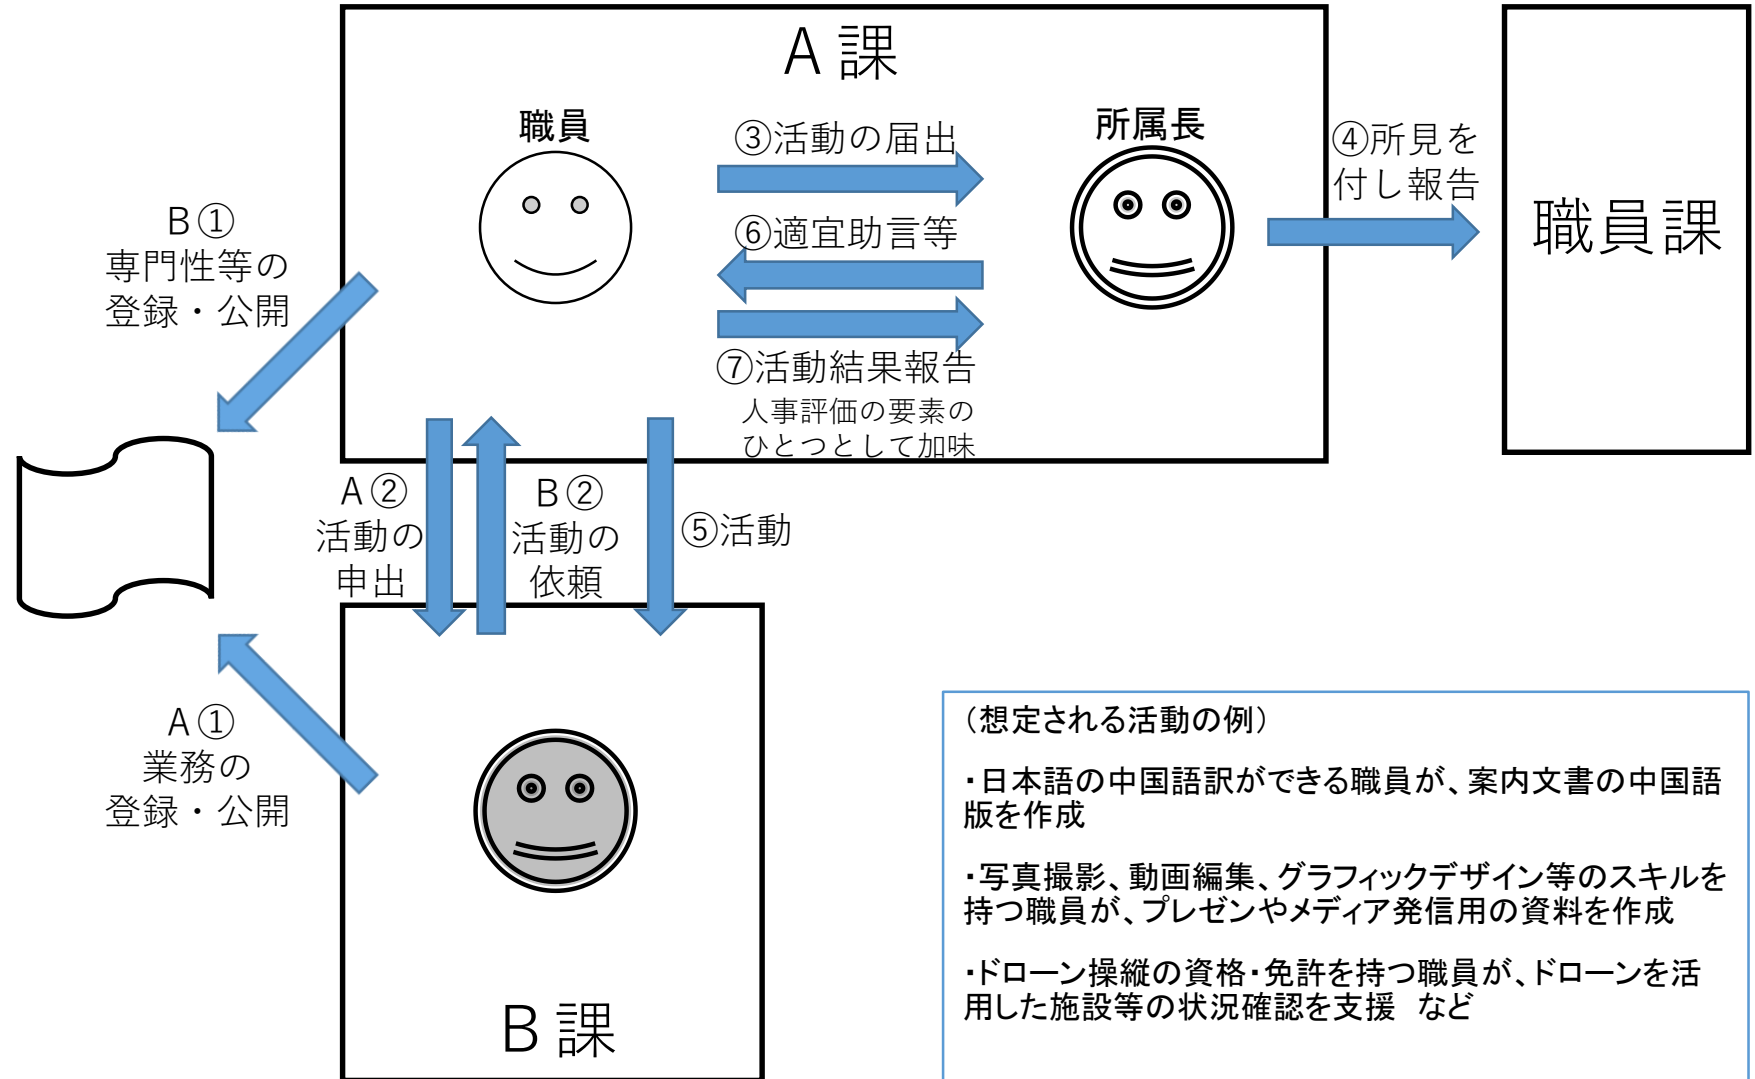 A課
職員
所属長
③活動の届出
④所見を
付し報告
職員課
B①
専門性等の
登録・公開
⑥適宜助言等
⑦活動結果報告
人事評価の要素の
ひとつとして加味
A②
活動の
申出
B②
活動の
依頼
⑤活動
A①
業務の
登録・公開
B課
（想定される活動の例）
・日本語の中国語訳ができる職員が、案内文書の中国語
版を作成
・写真撮影、動画編集、グラフィックデザイン等のスキルを
持つ職員が、プレゼンやメディア発信用の資料を作成
・ドローン操縦の資格・免許を持つ職員が、ドローンを活
用した施設等の状況確認を支援　など